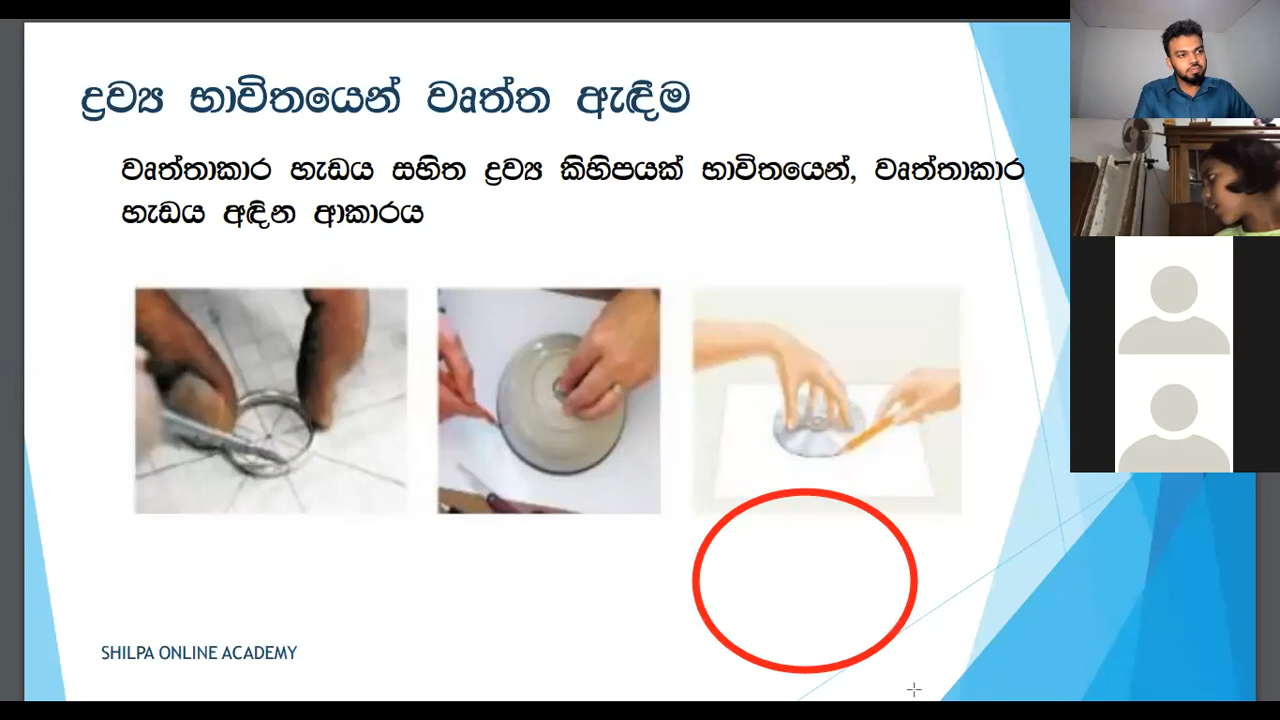 ද්‍රව්‍ය භාවිතයෙන් වෘත්ත ඇඳීම
වෘත්තාකාර හැඩය සහිත ද්‍රව්‍ය කිහිපයක් භාවිතයෙන්, වෘත්තාකාර
හැඩය අඳින ආකාරය
SHILPA ONLINE ACADEMY